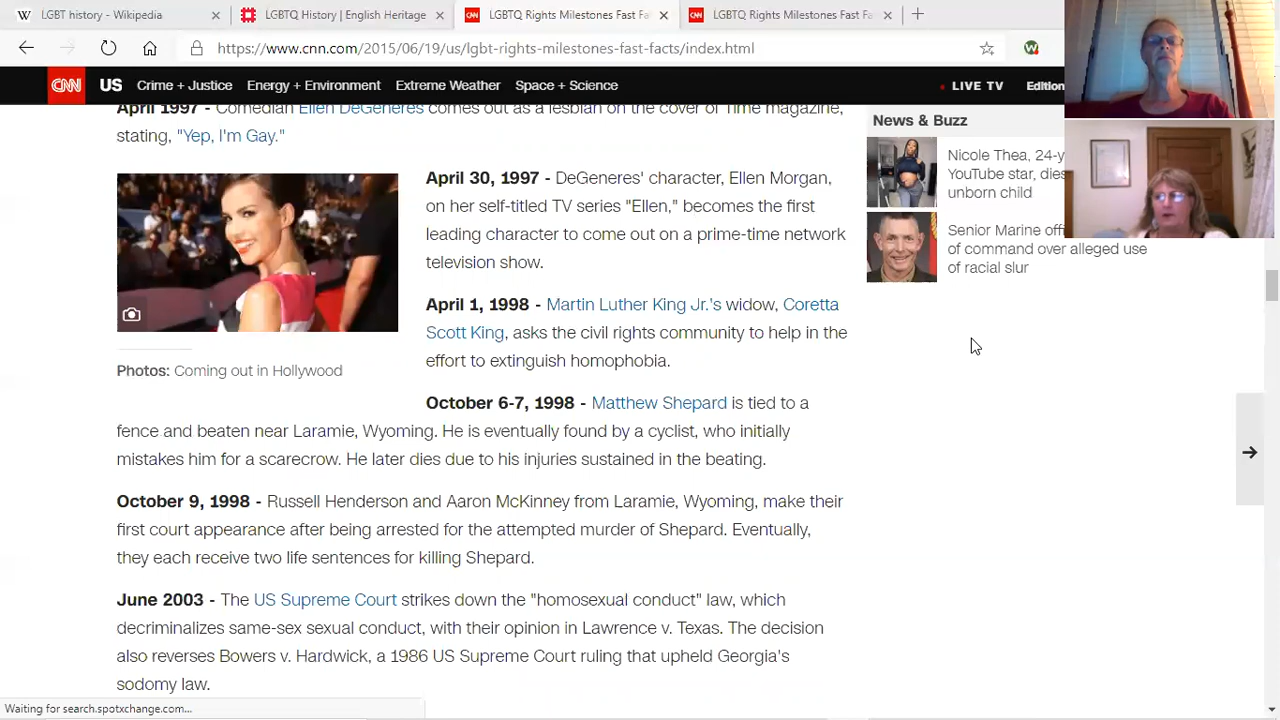 LGBT history - Wikipedia
LGBTQ History | English Heritage
LGBTQ Rights Milestones Fast Fa
LGBTQ Rights Milestones Fast Fa
https://www.cnn.com/2015/06/19/us/lgbt-rights-milestones-fast-facts/index.html
CNN US Crime + Justice Energy + Environment Extreme Weather Space + Science LIVE TV Edition
April 1997 - Comedian Ellen DeGeneres comes out as a lesbian on the cover of Time magazine,
stating, "Yep, I'm Gay."
April 30, 1997 - DeGeneres' character, Ellen Morgan,
on her self-titled TV series "Ellen," becomes the first
leading character to come out on a prime-time network
television show.
April 1, 1998 - Martin Luther King Jr.'s widow, Coretta
Scott King, asks the civil rights community to help in the
effort to extinguish homophobia.
Photos: Coming out in Hollywood
October 6-7, 1998 - Matthew Shepard is tied to a
fence and beaten near Laramie, Wyoming. He is eventually found by a cyclist, who initially
mistakes him for a scarecrow. He later dies due to his injuries sustained in the beating.
October 9, 1998 - Russell Henderson and Aaron McKinney from Laramie, Wyoming, make their
first court appearance after being arrested for the attempted murder of Shepard. Eventually,
they each receive two life sentences for killing Shepard.
June 2003 - The US Supreme Court strikes down the "homosexual conduct" law, which
decriminalizes same-sex sexual conduct, with their opinion in Lawrence v. Texas. The decision
also reverses Bowers v. Hardwick, a 1986 US Supreme Court ruling that upheld Georgia's
sodomy law.
News & Buzz
Nicole Thea, 24-y
YouTube star, dies
unborn child
Senior Marine offi
of command over alleged use
of racial slur
Waiting for search.spotxchange.com...